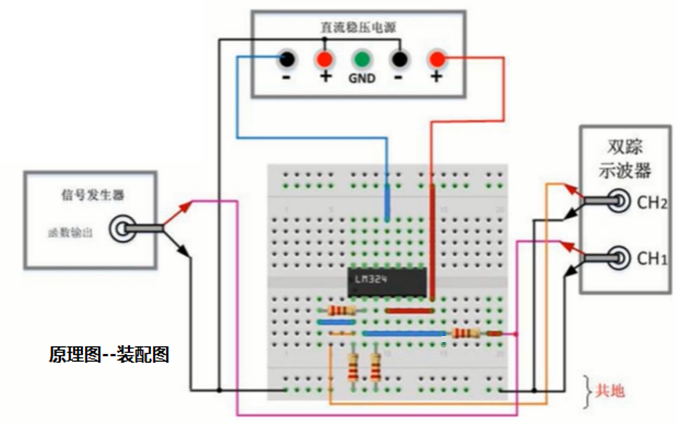 直流稳压电源
- + GND - +
信号发生器
函数输出
双踪
示波器
CH2
CH1
LM324
原理图--装配图
共地